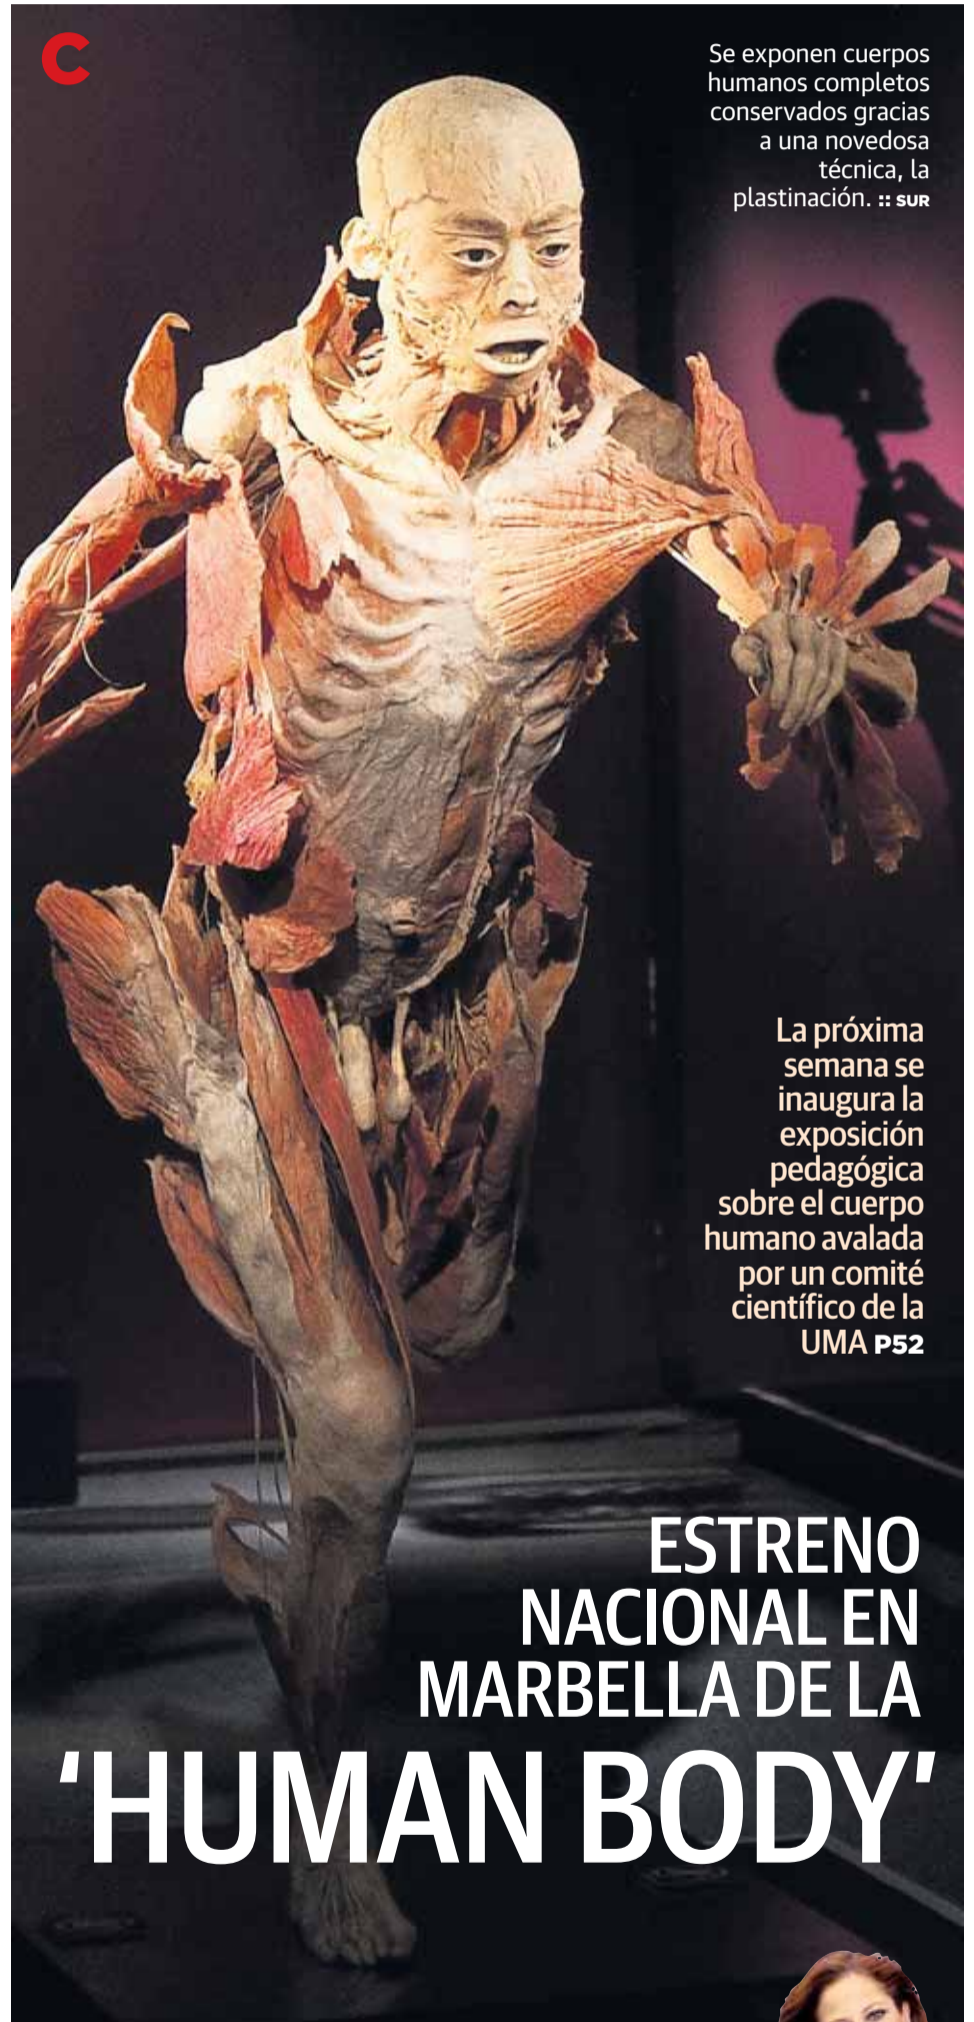 C
Se exponen cuerpos
humanos completos
conservados gracias
a una novedosa
técnica, la
plastinación. :: SUR
La próxima
semana se
inaugura la
exposición
pedagógica
sobre el cuerpo
humano avalada
por un comité
científico de la
UMA P52
ESTRENO
NACIONAL EN
MARBELLA DE LA
‘HUMAN BODY’